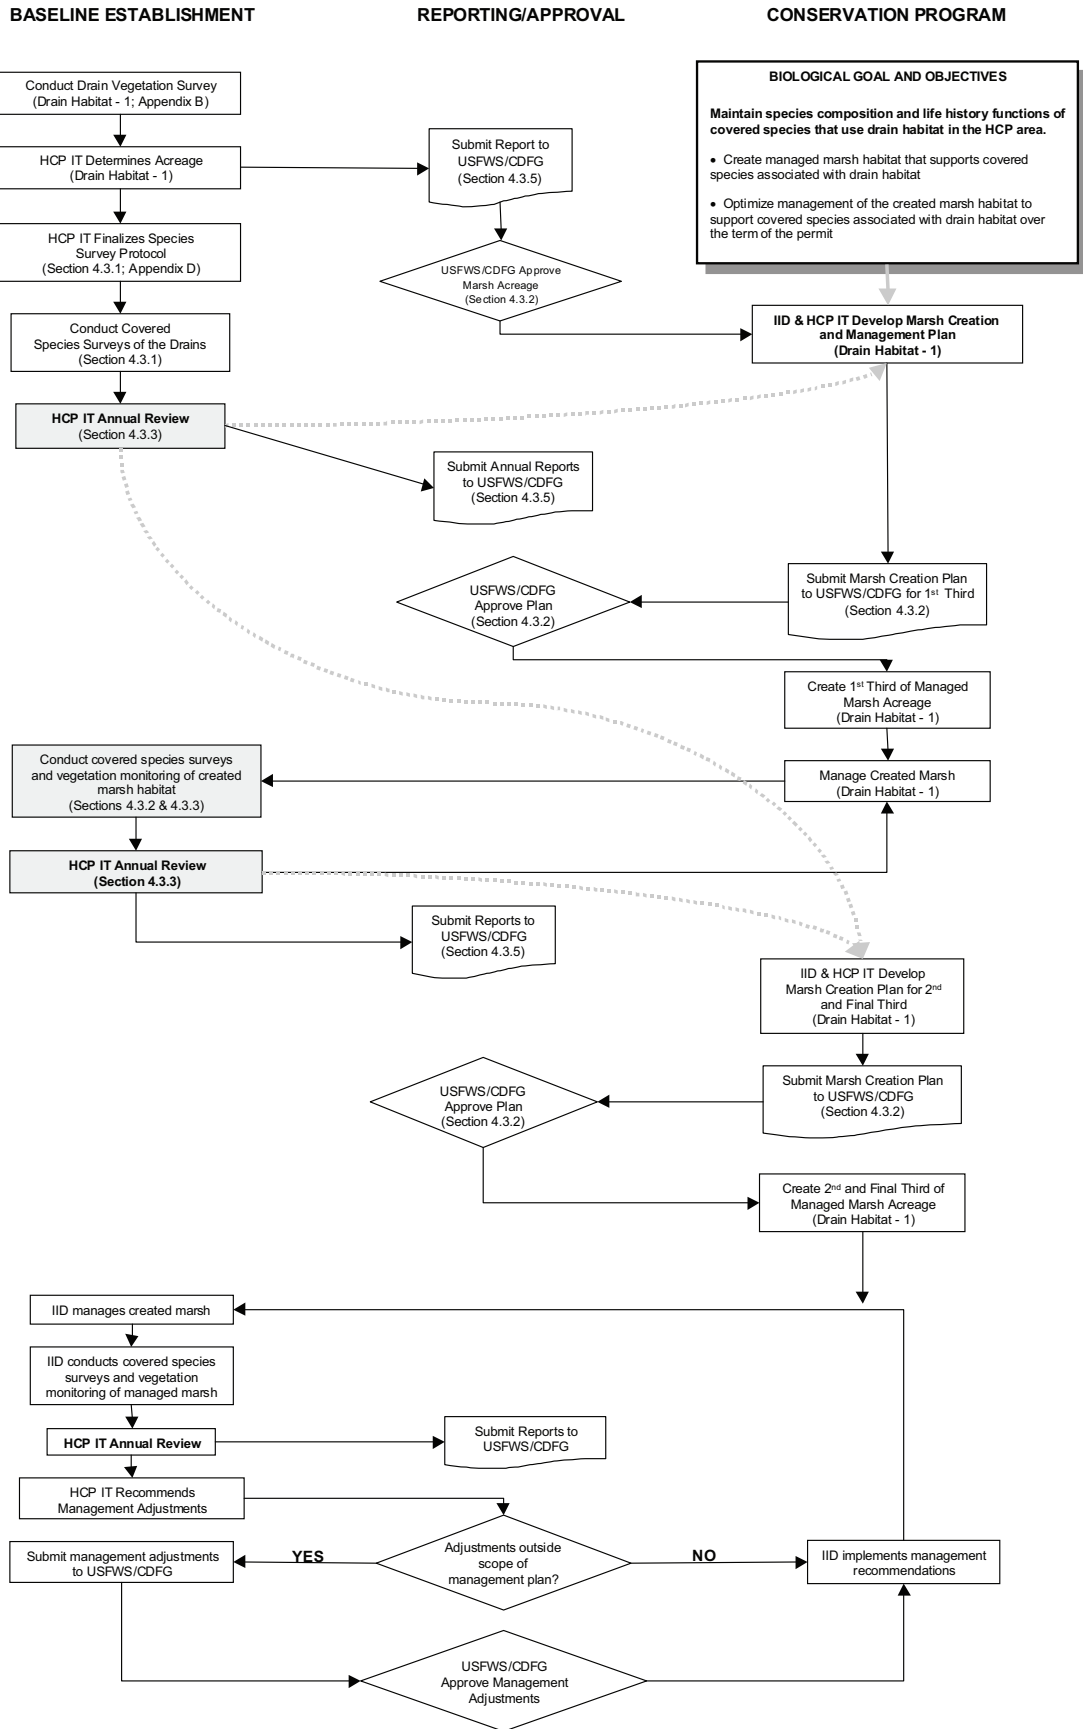 BASELINE ESTABLISHMENT
REPORTING/APPROVAL
CONSERVATION PROGRAM
Conduct Drain Vegetation Survey
(Drain Habitat - 1; Appendix B)
HCP IT Determines Acreage
(Drain Habitat - 1)
HCP IT Finalizes Species
Survey Protocol
(Section 4.3.1; Appendix D)
Conduct Covered
Species Surveys of the Drains
(Section 4.3.1)
HCP IT Annual Review
(Section 4.3.3)
Submit Report to
USFWS/CDFG
(Section 4.3.5)
USFWS/CDFG Approve
Marsh Acreage
(Section 4.3.2)
BIOLOGICAL GOAL AND OBJECTIVES
Maintain species composition and life history functions of
covered species that use drain habitat in the HCP area.
• Create managed marsh habitat that supports covered
species associated with drain habitat
• Optimize management of the created marsh habitat to
support covered species associated with drain habitat over
the term of the permit
IID & HCP IT Develop Marsh Creation
and Management Plan
(Drain Habitat - 1)
Submit Annual Reports
to USFWS/CDFG
(Section 4.3.5)
USFWS/CDFG
Approve Plan
(Section 4.3.2)
Submit Marsh Creation Plan
to USFWS/CDFG for 1st Third
(Section 4.3.2)
Create 1st Third of Managed
Marsh Acreage
(Drain Habitat - 1)
Manage Created Marsh
(Drain Habitat - 1)
Conduct covered species surveys
and vegetation monitoring of created
marsh habitat
(Sections 4.3.2 & 4.3.3)
HCP IT Annual Review
(Section 4.3.3)
Submit Reports to
USFWS/CDFG
(Section 4.3.5)
IID & HCP IT Develop
Marsh Creation Plan for 2nd
and Final Third
(Drain Habitat - 1)
Submit Marsh Creation Plan
to USFWS/CDFG
(Section 4.3.2)
USFWS/CDFG
Approve Plan
(Section 4.3.2)
Create 2nd and Final Third of
Managed Marsh Acreage
(Drain Habitat - 1)
IID manages created marsh
IID conducts covered species
surveys and vegetation
monitoring of managed marsh
HCP IT Annual Review
Submit Reports to
USFWS/CDFG
HCP IT Recommends
Management Adjustments
Adjustments outside
scope of
management plan?
YES
NO
Submit management adjustments
to USFWS/CDFG
IID implements management
recommendations
USFWS/CDFG
Approve Management
Adjustments